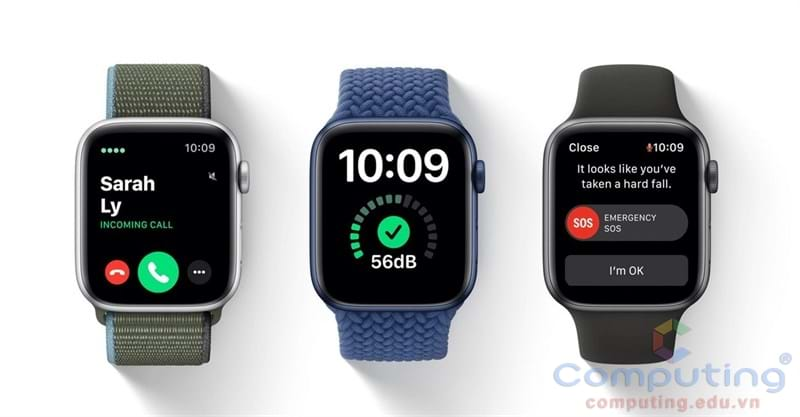 10:09
Sarah
Ly
INCOMING CALL
10:09
56dB
Close
10:09
It looks like you've
taken a hard fall.
SOS
EMERGENCY
SOS
I'm OK
Computing®
computing.edu.vn